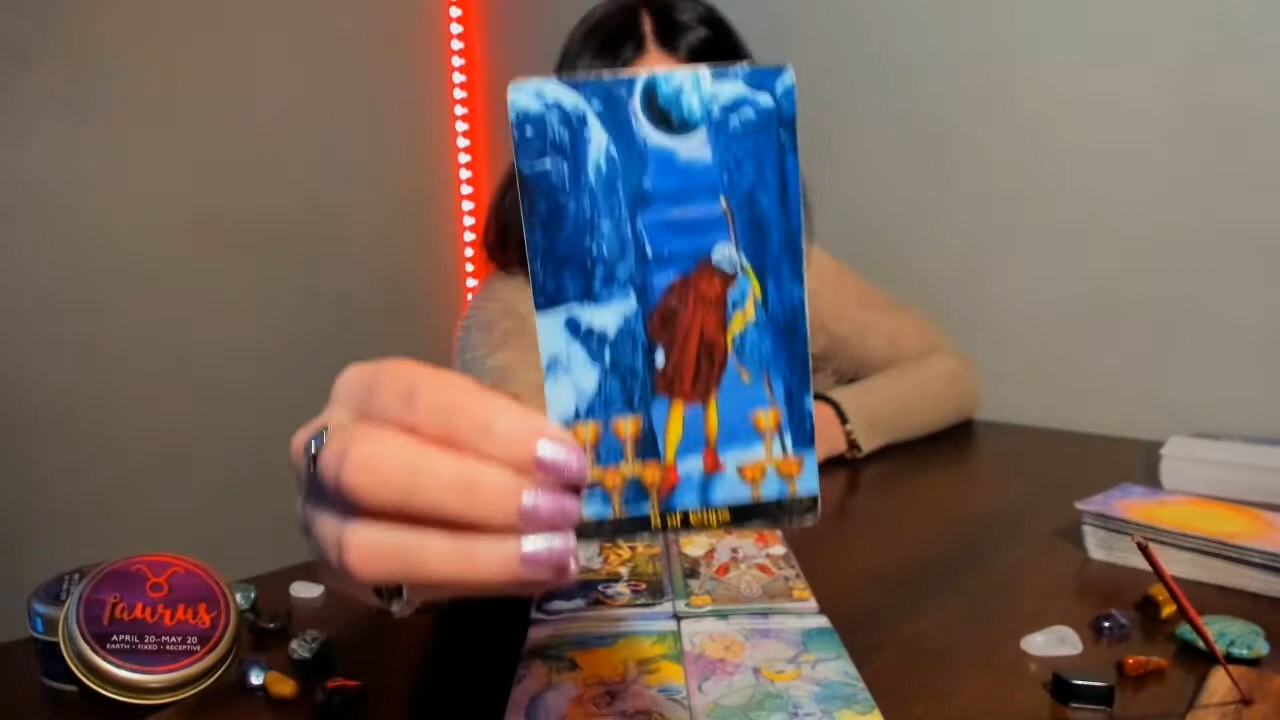 Taurus
APRIL 20–MAY 20
EARTH • FIXED • RECEPTIVE